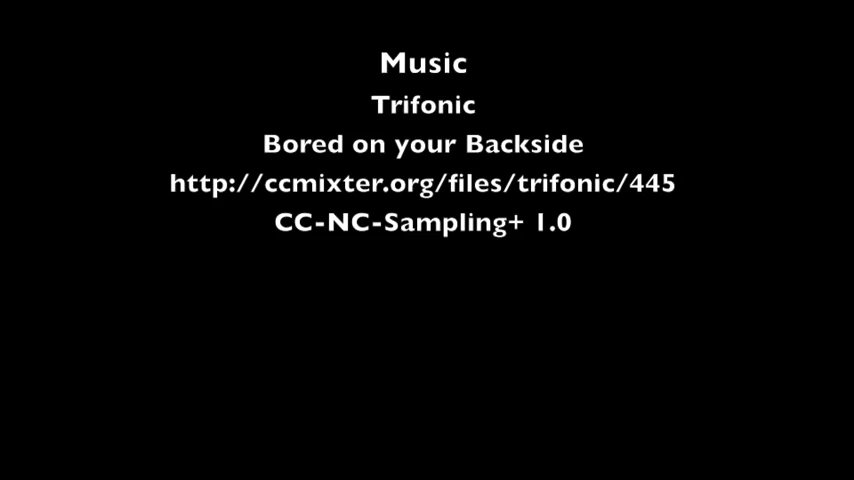 Music
Trifonic
Bored on your Backside
http://ccmixter.org/files/trifonic/445
CC-NC-Sampling+ 1.0